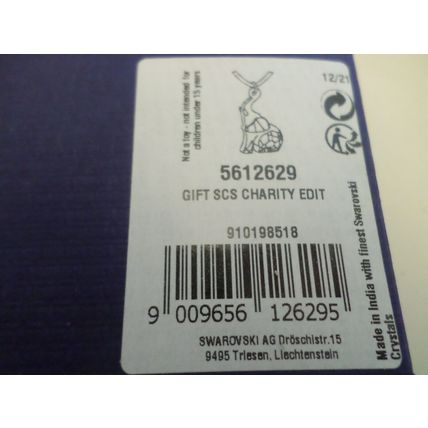 Not a toy - not intended for
children under 15 years
12/21
5612629
GIFT SCS CHARITY EDIT
910198518
9 009656 126295
SWAROVSKI AG Dröschistr.15
9495 Triesen, Liechtenstein
Made in India with finest Swarovski
Crystals